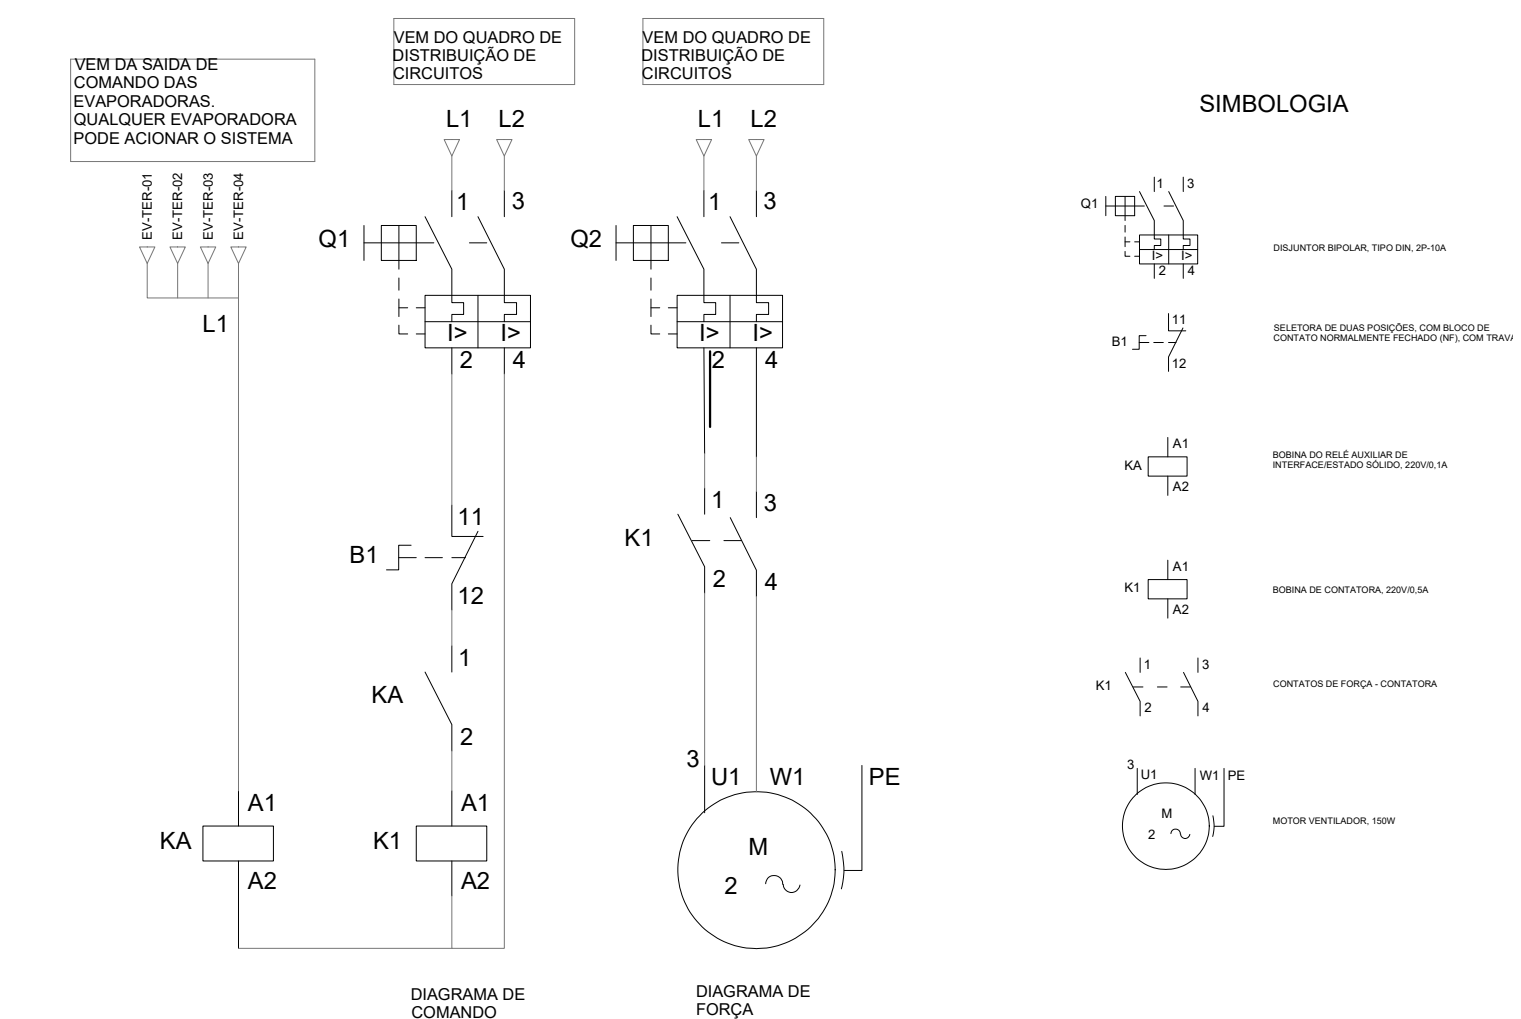 VEM DA SAIDA DE
COMANDO DAS
EVAPORADORAS.
QUALQUER EVAPORADORA
PODE ACIONAR O SISTEMA
EV-TER-01
EV-TER-02
EV-TER-03
EV-TER-04
L1
KA
A1
A2
VEM DO QUADRO DE
DISTRIBUIÇÃO DE
CIRCUITOS
L1 L2
1 3
Q1
I> I>
2 4
11
B1
12
1
KA
2
A1
K1
A2
DIAGRAMA DE
COMANDO
VEM DO QUADRO DE
DISTRIBUIÇÃO DE
CIRCUITOS
L1 L2
1 3
Q2
I> I>
2 4
1 3
K1
2 4
3 U1 W1 PE
M
2
DIAGRAMA DE
FORÇA
SIMBOLOGIA
1 3
Q1
I> I>
2 4
DISJUNTOR BIPOLAR, TIPO DIN, 2P-10A
11
B1
12
SELETORA DE DUAS POSIÇÕES, COM BLOCO DE
CONTATO NORMALMENTE FECHADO (NF), COM TRAVA
A1
KA
A2
BOBINA DO RELÉ AUXILIAR DE
INTERFACE/ESTADO SÓLIDO, 220V/0,1A
A1
K1
A2
BOBINA DE CONTATORA, 220V/0,5A
1 3
K1
2 4
CONTATOS DE FORÇA - CONTATORA
3 U1 W1 PE
M
2
MOTOR VENTILADOR, 150W